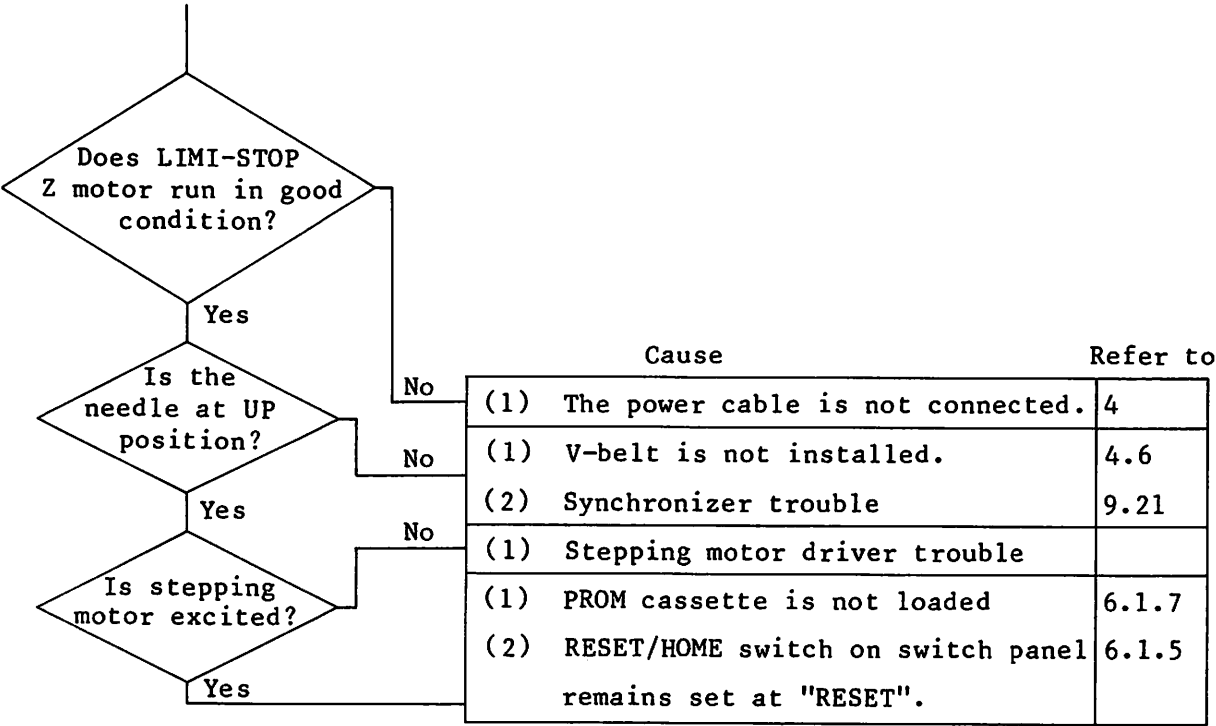 Does LIMI-STOP
Z motor run in good
condition?
Yes
Is the
needle at UP
position?
Yes
Is stepping
motor excited?
Yes
No
No
No
Cause Refer to
(1) The power cable is not connected. 4
(1) V-belt is not installed. 4.6
(2) Synchronizer trouble 9.21
(1) Stepping motor driver trouble
(1) PROM cassette is not loaded 6.1.7
(2) RESET/HOME switch on switch panel 6.1.5
remains set at "RESET".